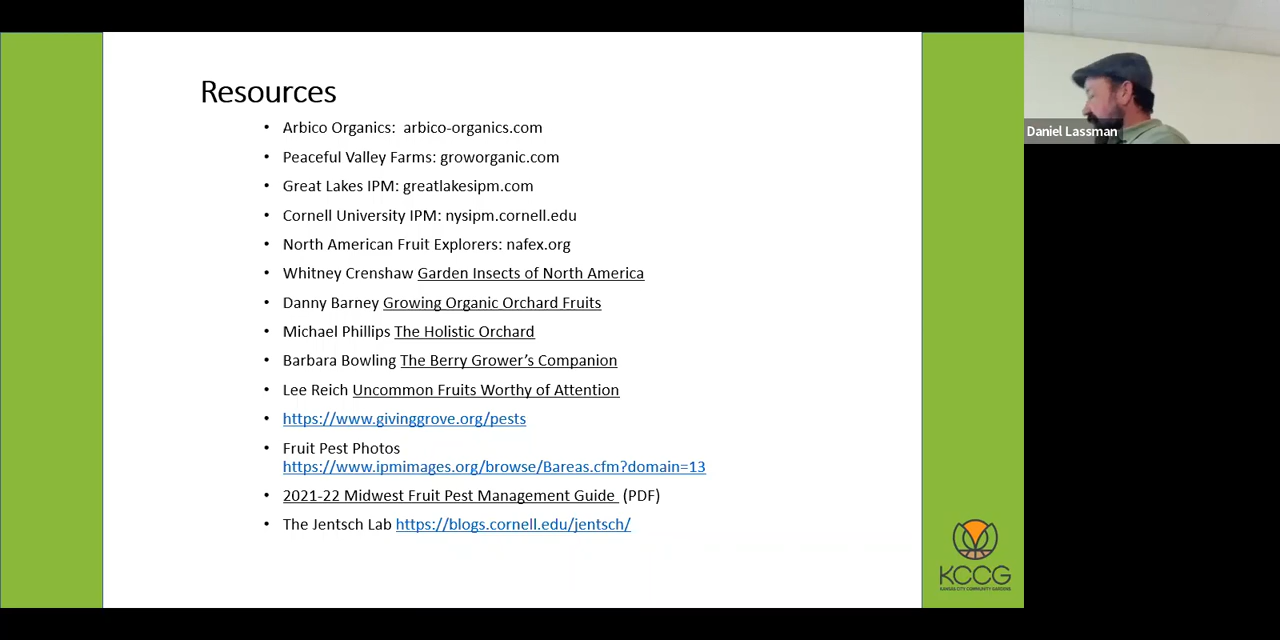 Resources
• Arbico Organics: arbico-organics.com
• Peaceful Valley Farms: groworganic.com
• Great Lakes IPM: greatlakesipm.com
• Cornell University IPM: nysipm.cornell.edu
• North American Fruit Explorers: nafex.org
• Whitney Crenshaw Garden Insects of North America
• Danny Barney Growing Organic Orchard Fruits
• Michael Phillips The Holistic Orchard
• Barbara Bowling The Berry Grower’s Companion
• Lee Reich Uncommon Fruits Worthy of Attention
• https://www.givinggrove.org/pests
• Fruit Pest Photos
https://www.ipmimages.org/browse/Bareas.cfm?domain=13
• 2021-22 Midwest Fruit Pest Management Guide (PDF)
• The Jentsch Lab https://blogs.cornell.edu/jentsch/
KCCG
KANSAS CITY COMMUNITY GARDENS
Daniel Lassman